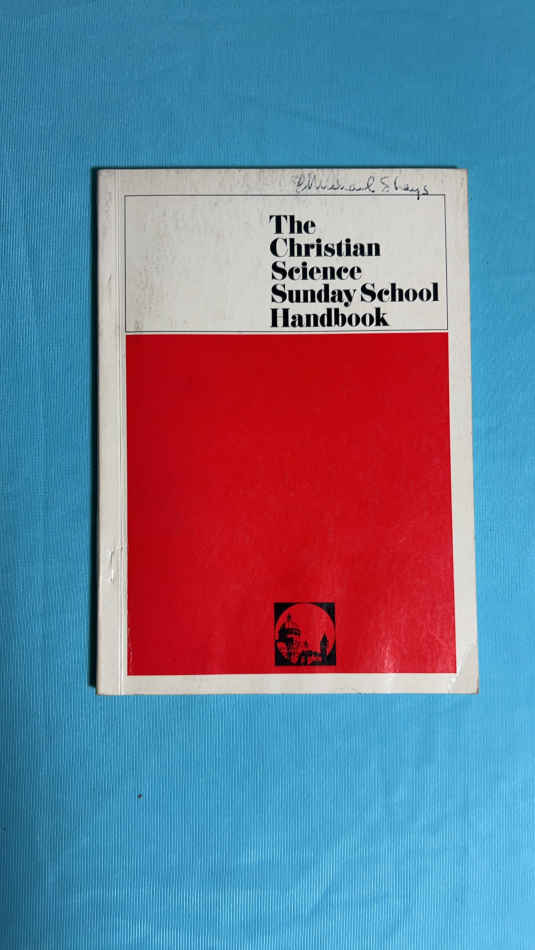 The
Christian
Science
Sunday School
Handbook